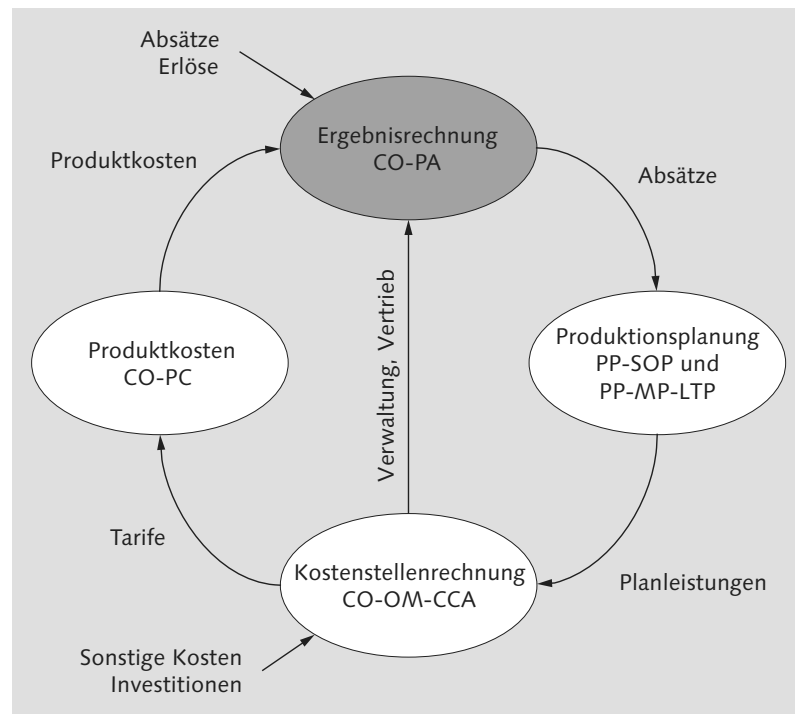 Absätze
Erlöse
Ergebnisrechnung
CO-PA
Produktkosten
Absätze
Verwaltung, Vertrieb
Produktkosten
CO-PC
Produktionsplanung
PP-SOP und
PP-MP-LTP
Tarife
Kostenstellenrechnung
CO-OM-CCA
Planleistungen
Sonstige Kosten
Investitionen